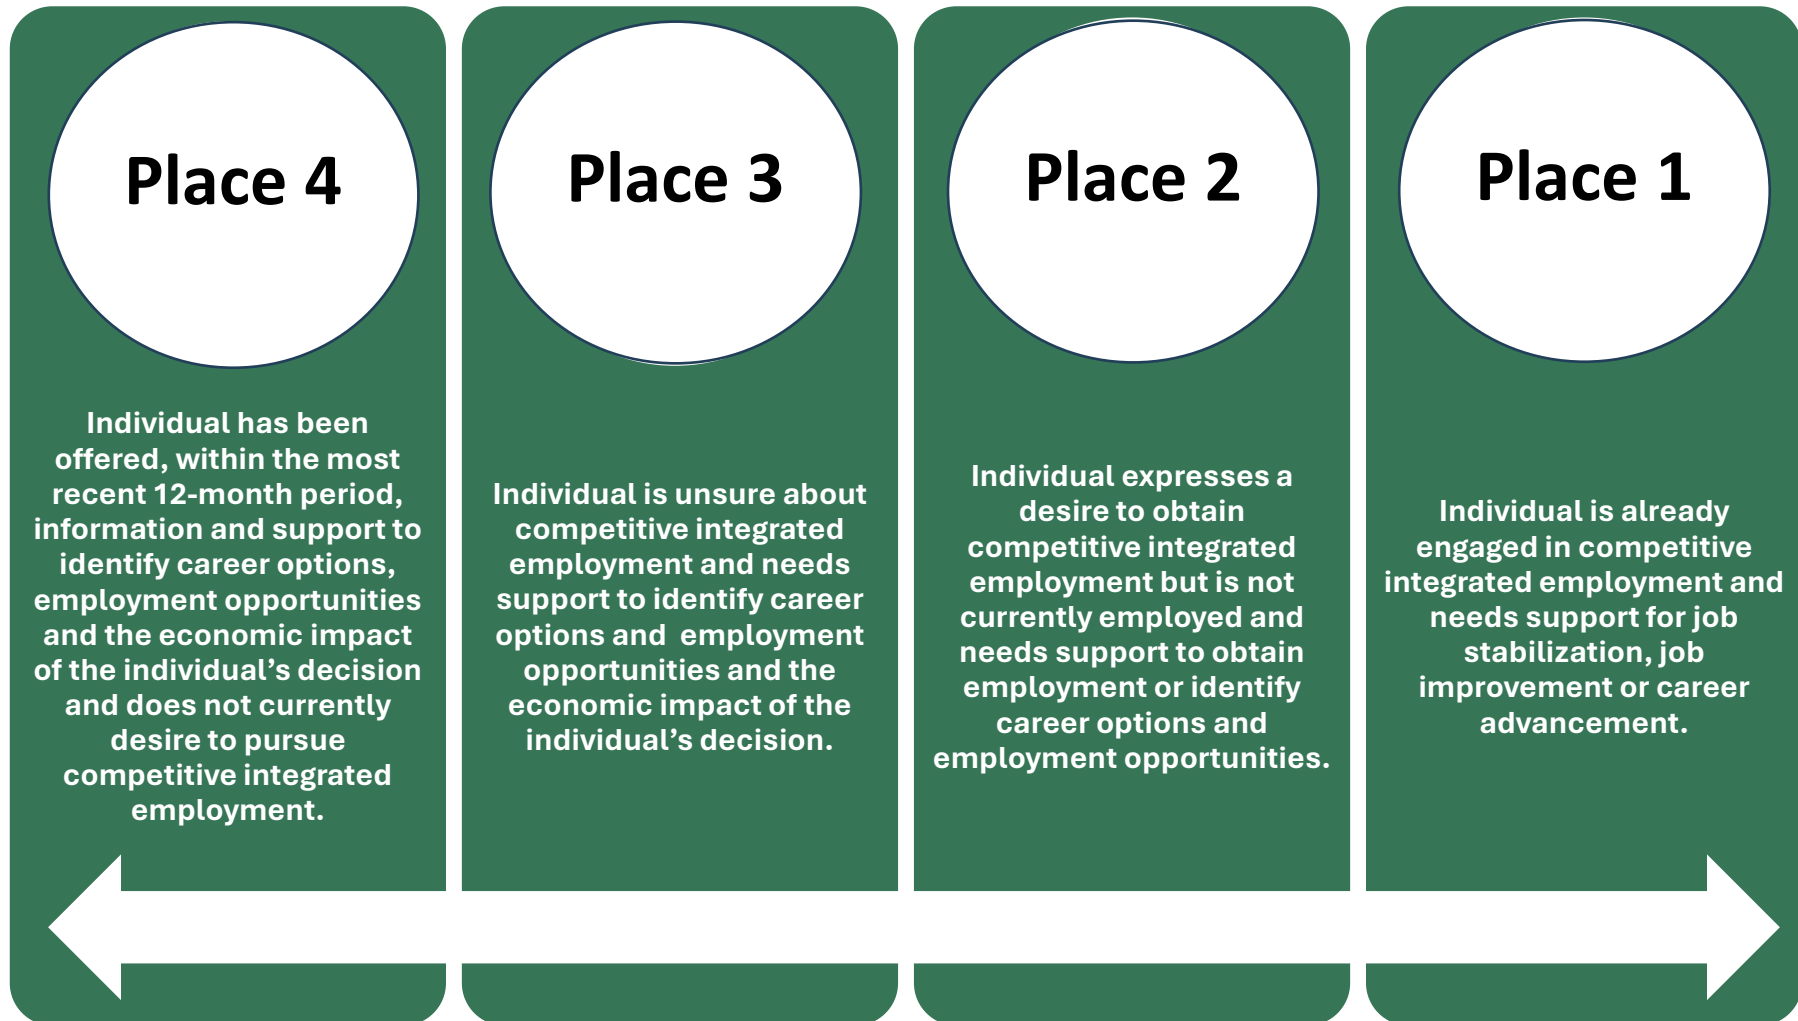 Place 4
Individual has been
offered, within the most
recent 12-month period,
information and support to
identify career options,
employment opportunities
and the economic impact
of the individual’s decision
and does not currently
desire to pursue
competitive integrated
employment.
Place 3
Individual is unsure about
competitive integrated
employment and needs
support to identify career
options and  employment
opportunities and the
economic impact of the
individual’s decision.
Place 2
Individual expresses a
desire to obtain
competitive integrated
employment but is not
currently employed and
needs support to obtain
employment or identify
career options and
employment opportunities.
Place 1
Individual is already
engaged in competitive
integrated employment and
needs support for job
stabilization, job
improvement or career
advancement.